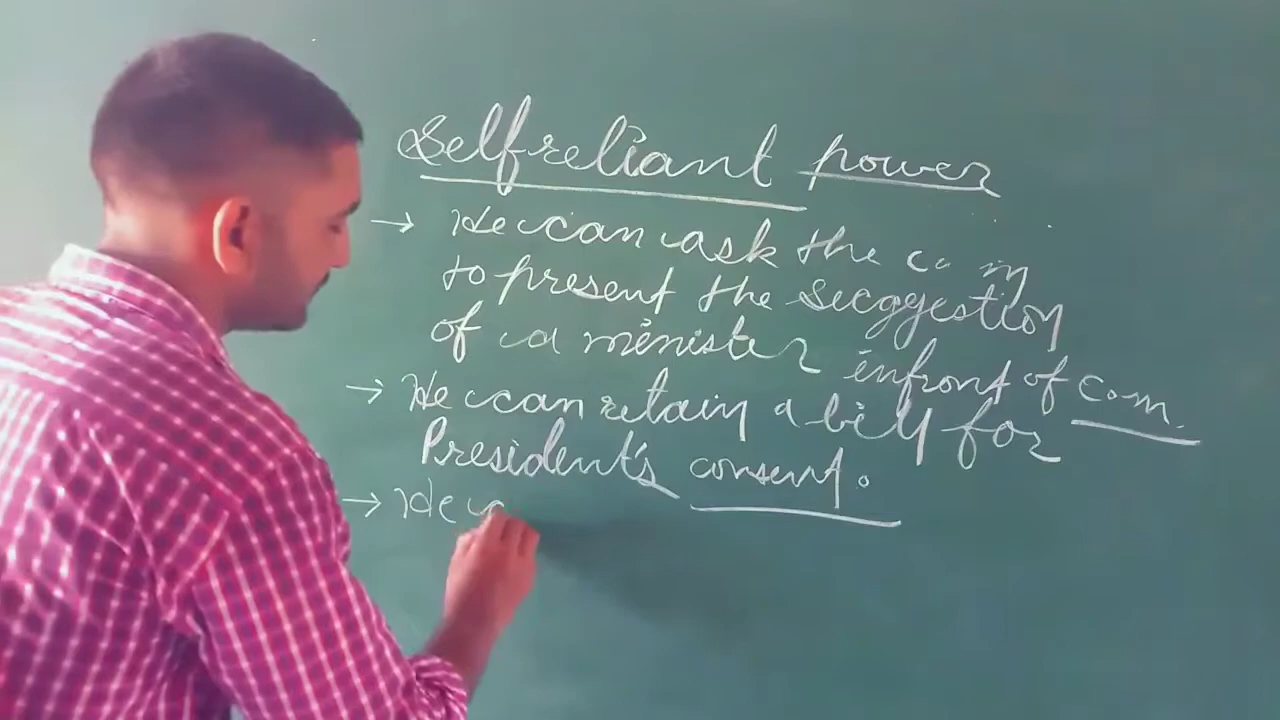 Selfreliant power
→ He can ask the c m
to present the suggestion
of a minister infront of com.
→ He can retain a bill for
President's consent.
→ He c